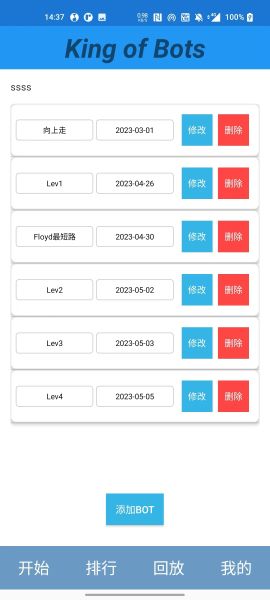 14:37 0.98 KB/S 100%
King of Bots
ssss
向上走 2023-03-01 修改 删除
Lev1 2023-04-26 修改 删除
Floyd最短路 2023-04-30 修改 删除
Lev2 2023-05-02 修改 删除
Lev3 2023-05-03 修改 删除
Lev4 2023-05-05 修改 删除
添加BOT
开始 排行 回放 我的